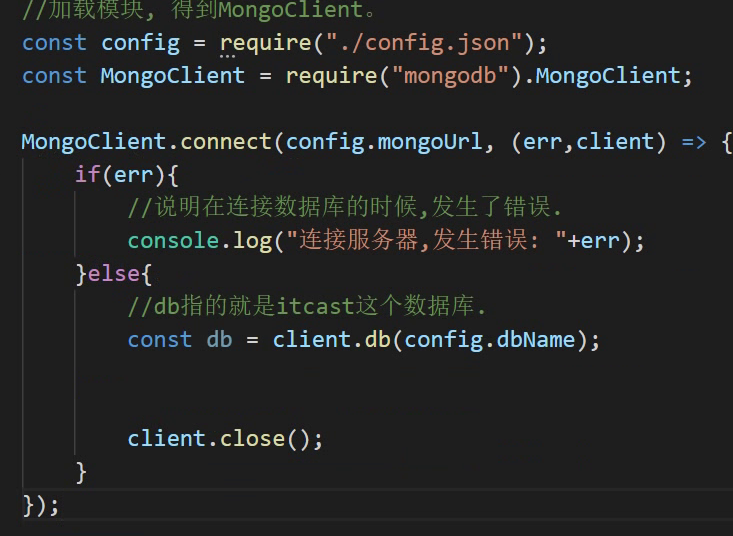 //加载模块, 得到MongoClient。
const config = require("./config.json");
const MongoClient = require("mongodb").MongoClient;
MongoClient.connect(config.mongoUrl, (err,client) => {
if(err){
//说明在连接数据库的时候,发生了错误.
console.log("连接服务器,发生错误: "+err);
}else{
//db指的就是itcast这个数据库.
const db = client.db(config.dbName);
client.close();
}
});